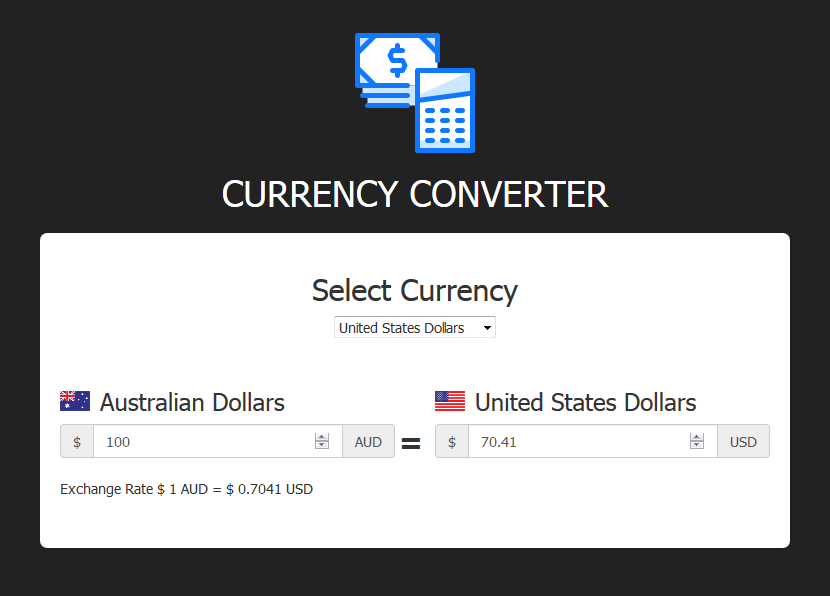 $
CURRENCY CONVERTER
Select Currency
United States Dollars
Australian Dollars
$ 100 AUD
=
United States Dollars
$ 70.41 USD
Exchange Rate $ 1 AUD = $ 0.7041 USD